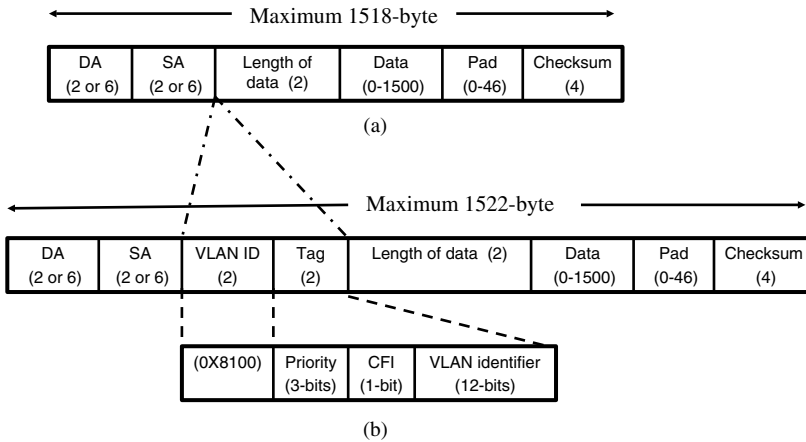 Maximum 1518-byte
DA SA Length of Data Pad Checksum
(2 or 6) (2 or 6) data (2) (0-1500) (0-46) (4)
(a)
Maximum 1522-byte
DA SA VLAN ID Tag Length of data (2) Data Pad Checksum
(2 or 6) (2 or 6) (2) (2) (0-1500) (0-46) (4)
(0X8100) Priority CFI VLAN identifier
(3-bits) (1-bit) (12-bits)
(b)